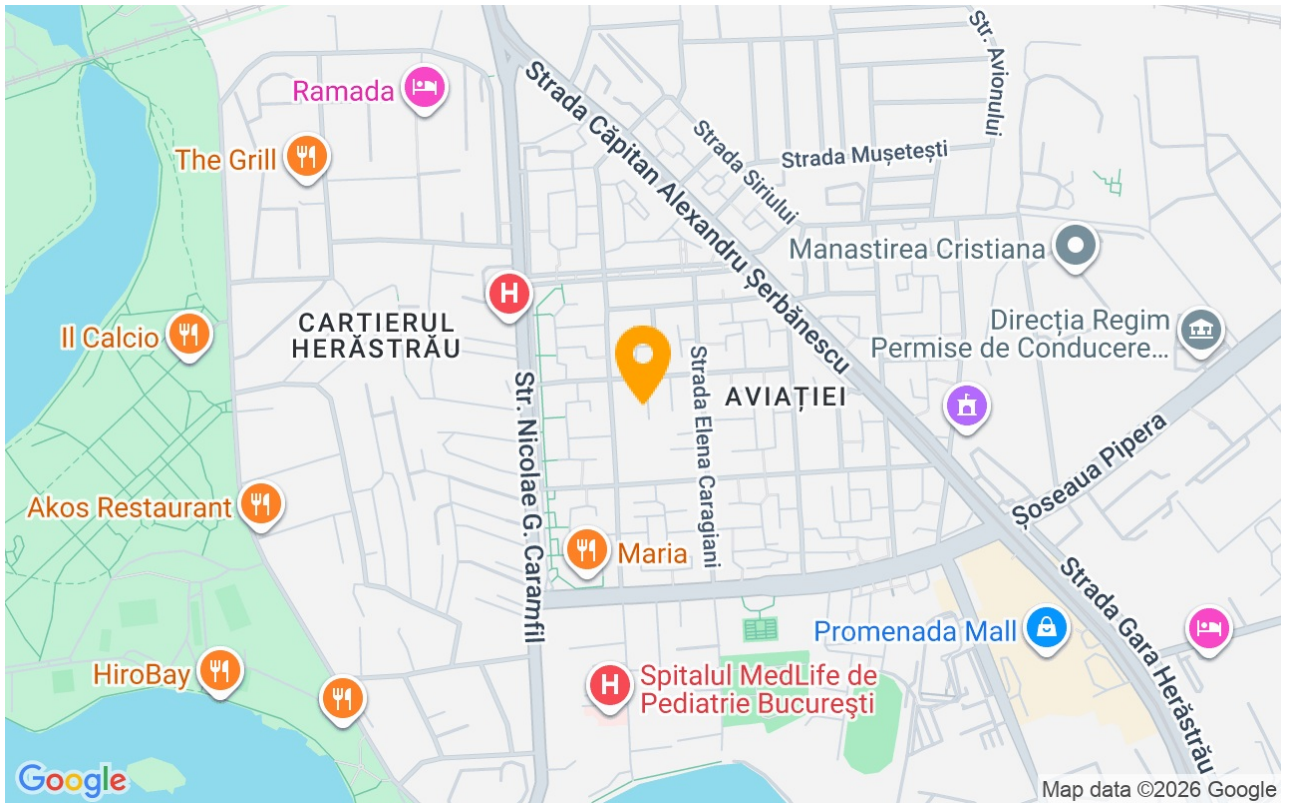 Str. Avionului
Strada Căpitan Alexandru Șerbănescu
Ramada
Strada Siriului
Strada Mușetești
The Grill
Manastirea Cristiana
H
CARTIERUL
HERĂSTRĂU
Il Calcio
Direcția Regim
Permise de Conducere...
Strada Elena Caragiani
AVIAȚIEI
Str. Nicolae G. Caramfil
Șoseaua Pipera
Akos Restaurant
Maria
Strada Gara Herăstrău
Promenada Mall
HiroBay
H
Spitalul MedLife de
Pediatrie Bucureşti
Google
Map data ©2026 Google